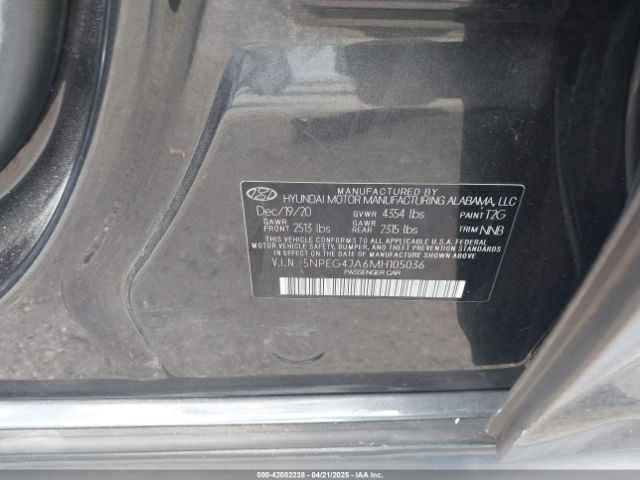 MANUFACTURED BY
HYUNDAI MOTOR MANUFACTURING ALABAMA, LLC
Dec/19/20 GVWR 4354 lbs PAINT T2G
GAWR FRONT 2513 lbs GAWR REAR 2315 lbs TRIM NNB
THIS VEHICLE CONFORMS TO ALL APPLICABLE U.S.A. FEDERAL
MOTOR VEHICLE SAFETY, BUMPER, AND THEFT PREVENTION STANDARDS
IN EFFECT ON THE DATE OF MANUFACTURE SHOWN ABOVE.
V.I.N. :5NPEG4JA6MH105036
PASSENGER CAR
000-42082238 - 04/21/2025 - IAAI.COM